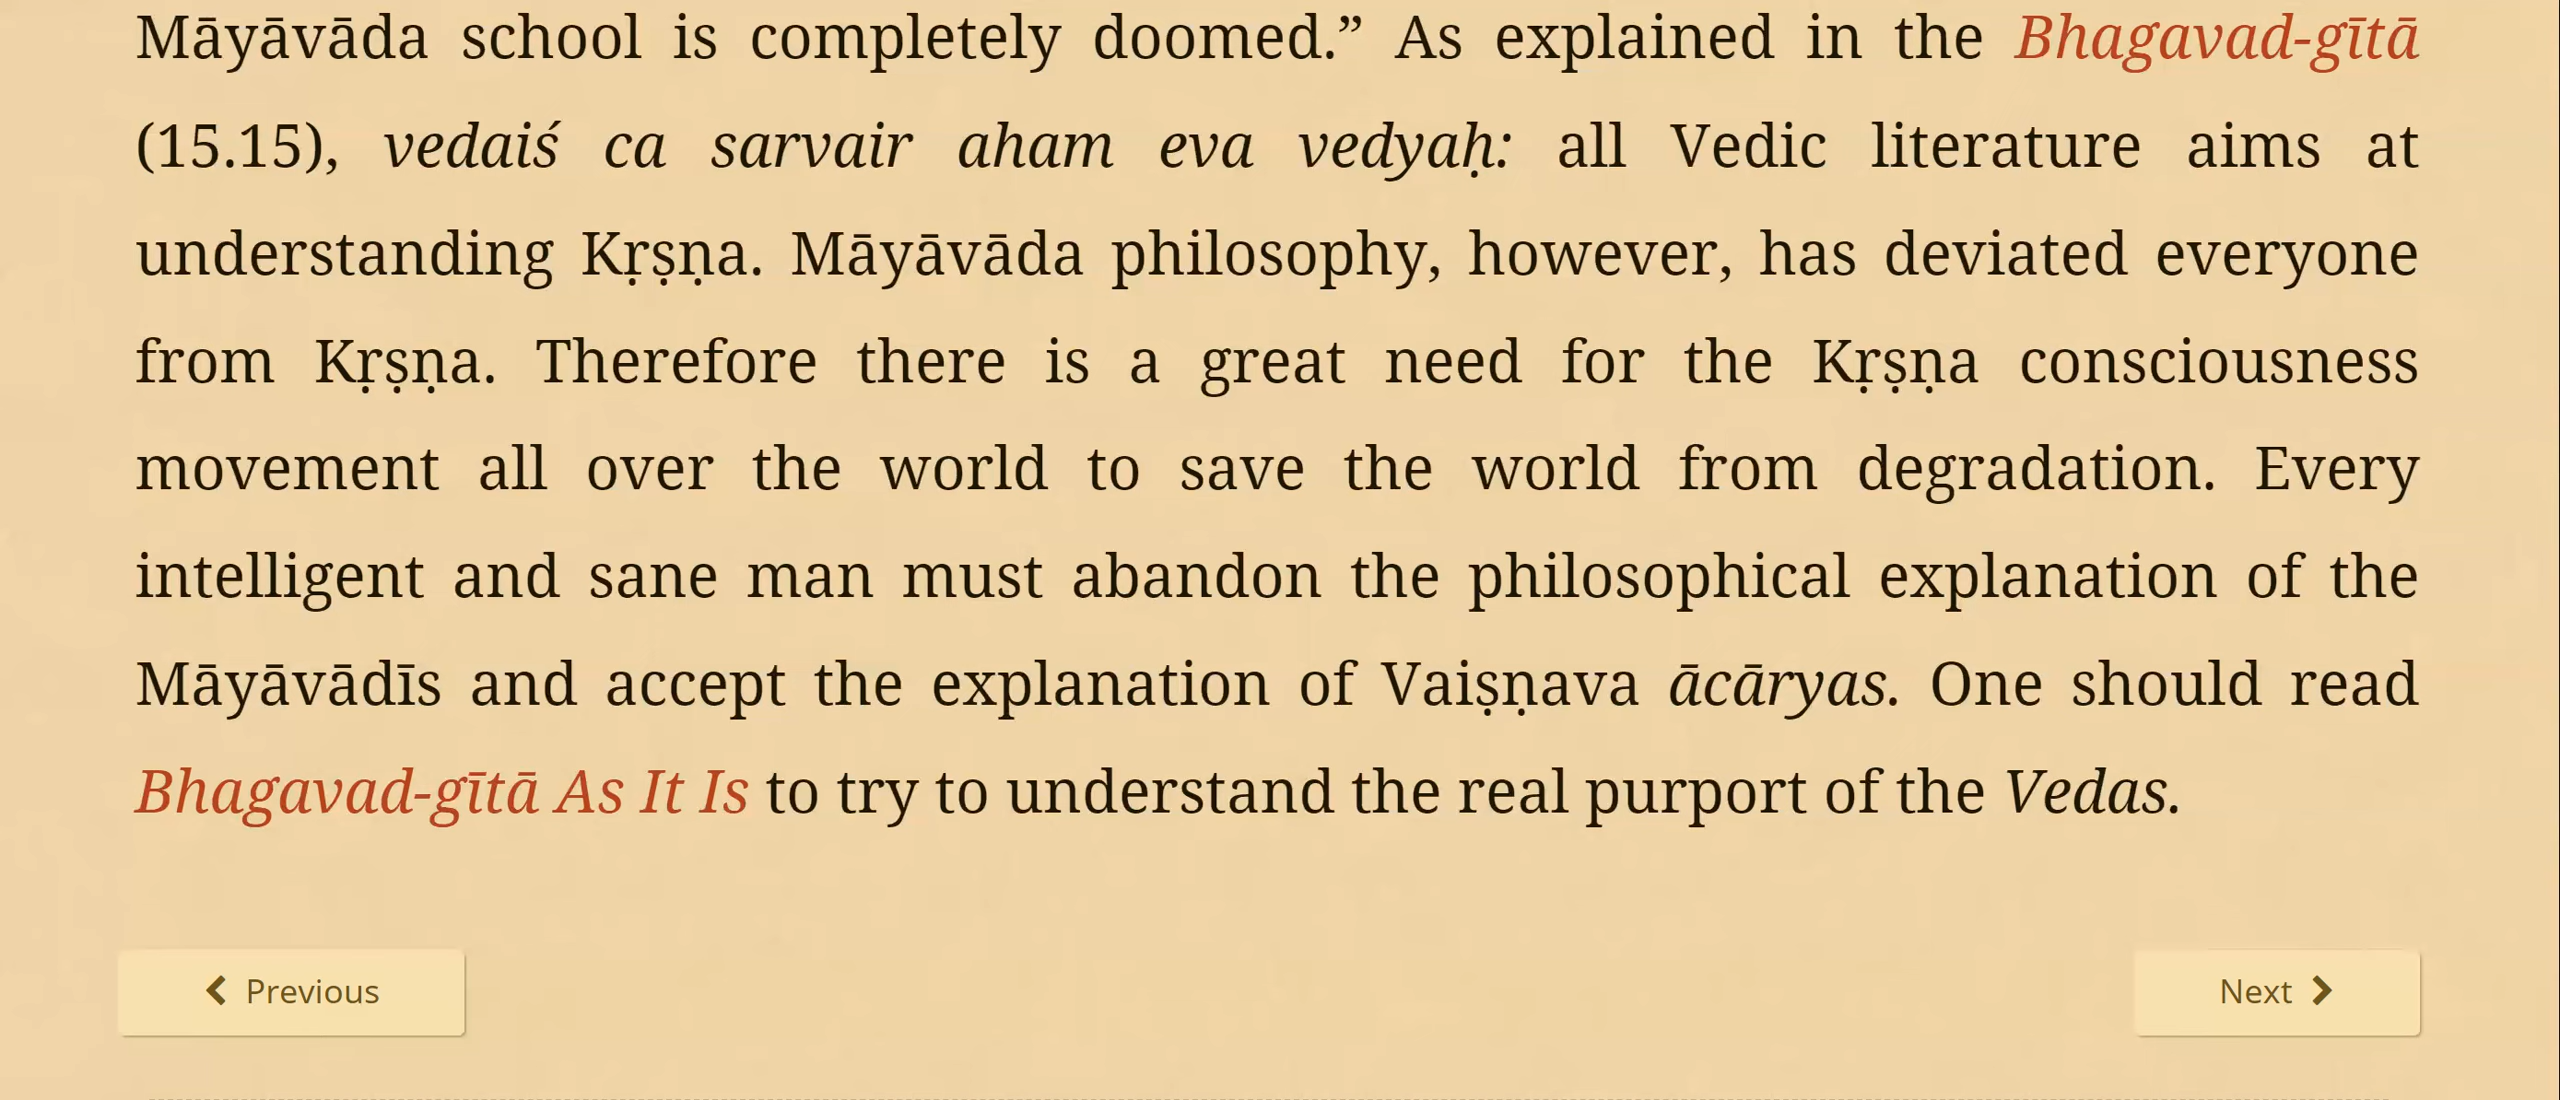 Māyāvāda school is completely doomed.” As explained in the Bhagavad-gītā
(15.15), vedaiś ca sarvair aham eva vedyaḥ: all Vedic literature aims at
understanding Kṛṣṇa. Māyāvāda philosophy, however, has deviated everyone
from Kṛṣṇa. Therefore there is a great need for the Kṛṣṇa consciousness
movement all over the world to save the world from degradation. Every
intelligent and sane man must abandon the philosophical explanation of the
Māyāvādīs and accept the explanation of Vaiṣṇava ācāryas. One should read
Bhagavad-gītā As It Is to try to understand the real purport of the Vedas.
Previous
Next